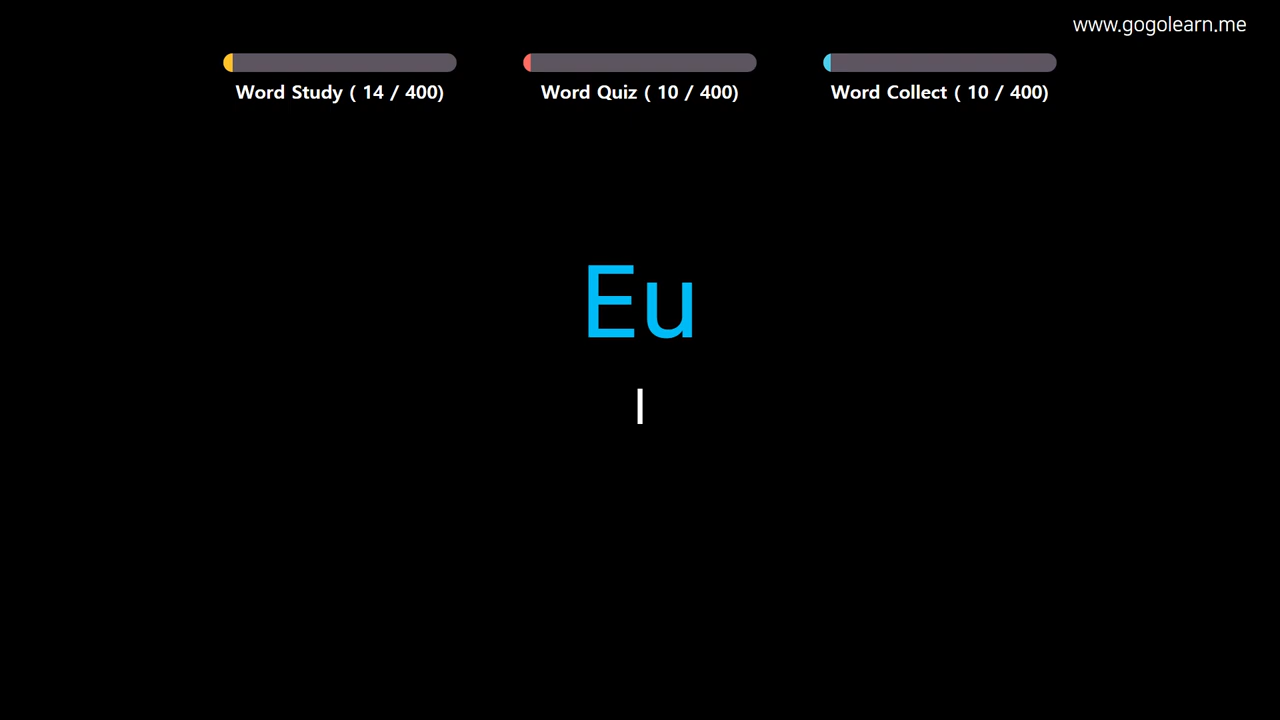 www.gogolearn.me
Word Study ( 14 / 400)
Word Quiz ( 10 / 400)
Word Collect ( 10 / 400)
Eu
I